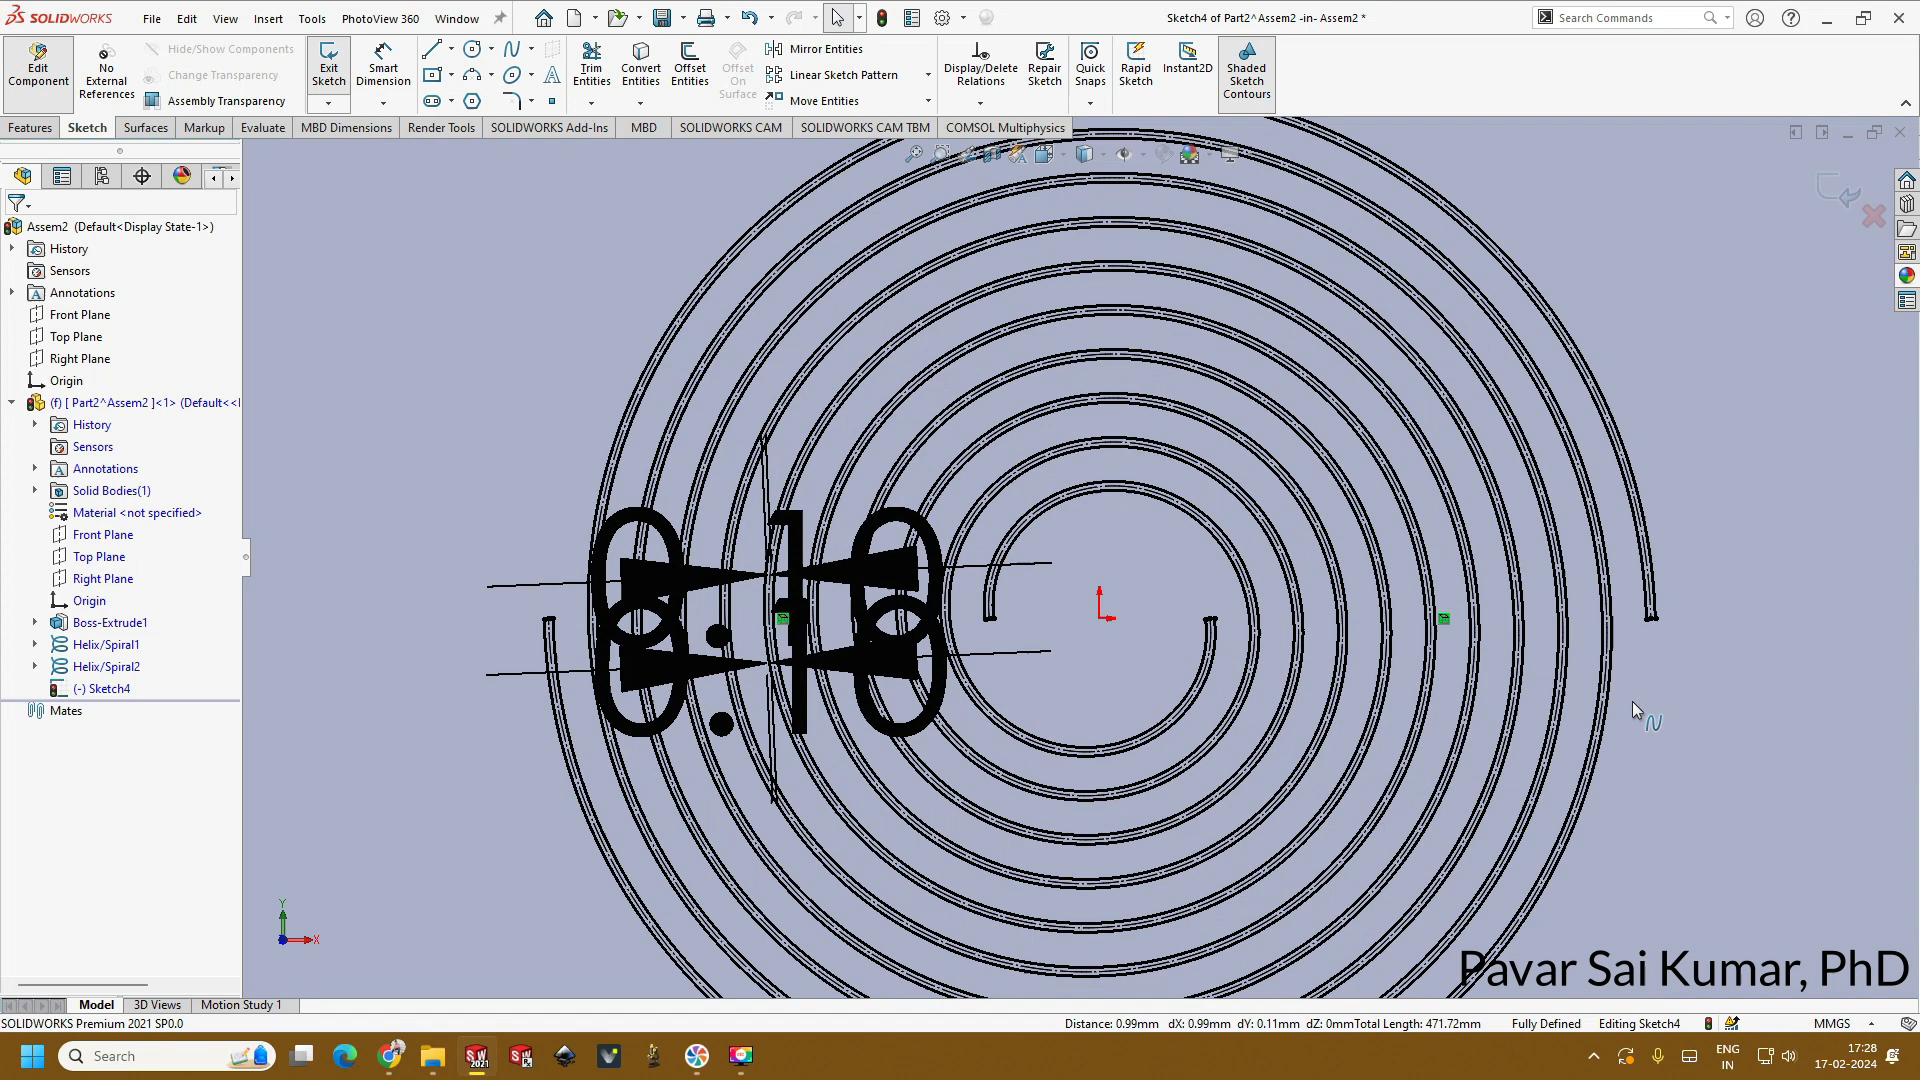 SOLIDWORKS File Edit View Insert Tools PhotoView 360 Window Sketch4 of Part2^Assem2 -in- Assem2 * Search Commands
Edit Component
No External References
Hide/Show Components
Change Transparency
Assembly Transparency
Exit Sketch
Smart Dimension
Trim Entities
Convert Entities
Offset Entities
Offset On Surface
Mirror Entities
Linear Sketch Pattern
Move Entities
Display/Delete Relations
Repair Sketch
Quick Snaps
Rapid Sketch
Instant2D
Shaded Sketch Contours
Features Sketch Surfaces Markup Evaluate MBD Dimensions Render Tools SOLIDWORKS Add-Ins MBD SOLIDWORKS CAM SOLIDWORKS CAM TBM COMSOL Multiphysics
Assem2 (Default<Display State-1>)
History
Sensors
Annotations
Front Plane
Top Plane
Right Plane
Origin
(f) [ Part2^Assem2 ]<1> (Default<<
History
Sensors
Annotations
Solid Bodies(1)
Material <not specified>
Front Plane
Top Plane
Right Plane
Origin
Boss-Extrude1
Helix/Spiral1
Helix/Spiral2
(-) Sketch4
Mates
Y
X
Pavar Sai Kumar, PhD
Model 3D Views Motion Study 1
SOLIDWORKS Premium 2021 SP0.0 Distance: 0.99mm dX: 0.99mm dY: 0.11mm dZ: 0mmTotal Length: 471.72mm Fully Defined Editing Sketch4 MMGS
Search
SW 2021
ENG IN
17:28
17-02-2024